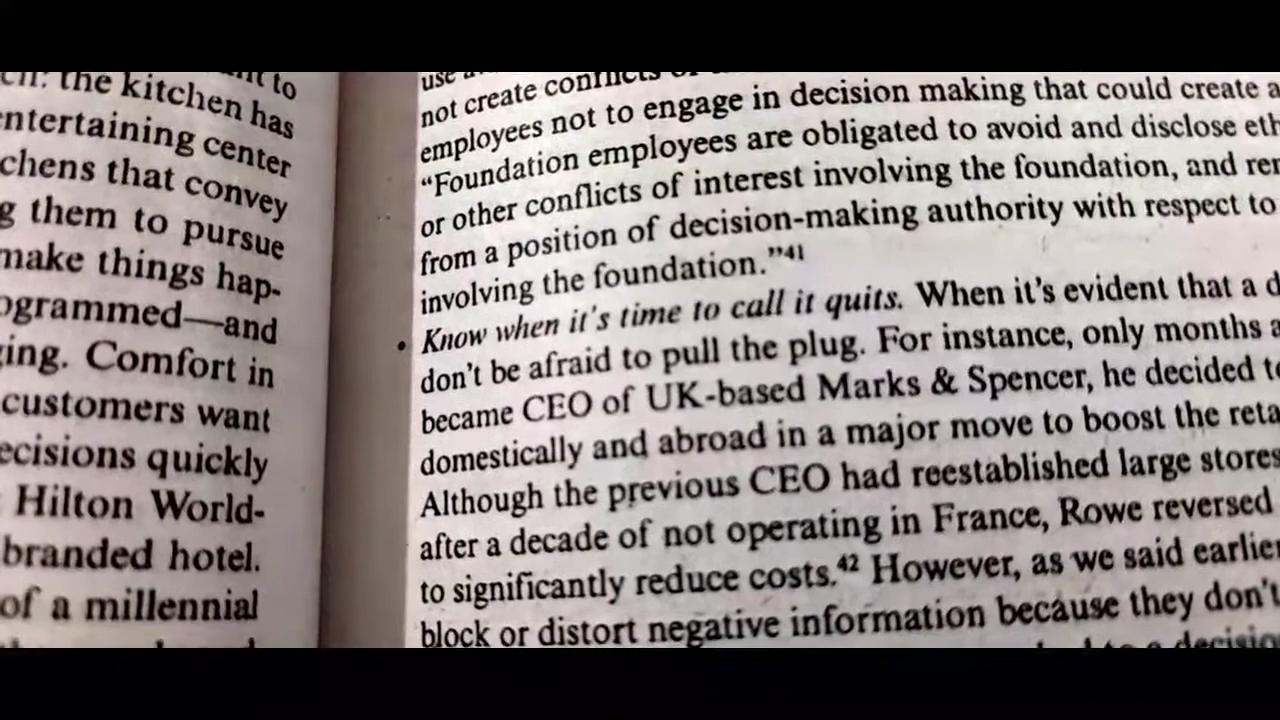 to
the kitchen has
ntertaining center
chens that convey
g them to pursue
make things hap-
ogrammed—and
ing. Comfort in
customers want
ecisions quickly
Hilton World-
branded hotel.
of a millennial
use
not create conflicts of
employees not to engage in decision making that could create a
“Foundation employees are obligated to avoid and disclose eth
or other conflicts of interest involving the foundation, and rem
from a position of decision-making authority with respect to
involving the foundation.”41
• Know when it's time to call it quits. When it's evident that a d
don't be afraid to pull the plug. For instance, only months a
became CEO of UK-based Marks & Spencer, he decided to
domestically and abroad in a major move to boost the reta
Although the previous CEO had reestablished large stores
after a decade of not operating in France, Rowe reversed
to significantly reduce costs.42 However, as we said earlier
block or distort negative information because they don't
to a decision